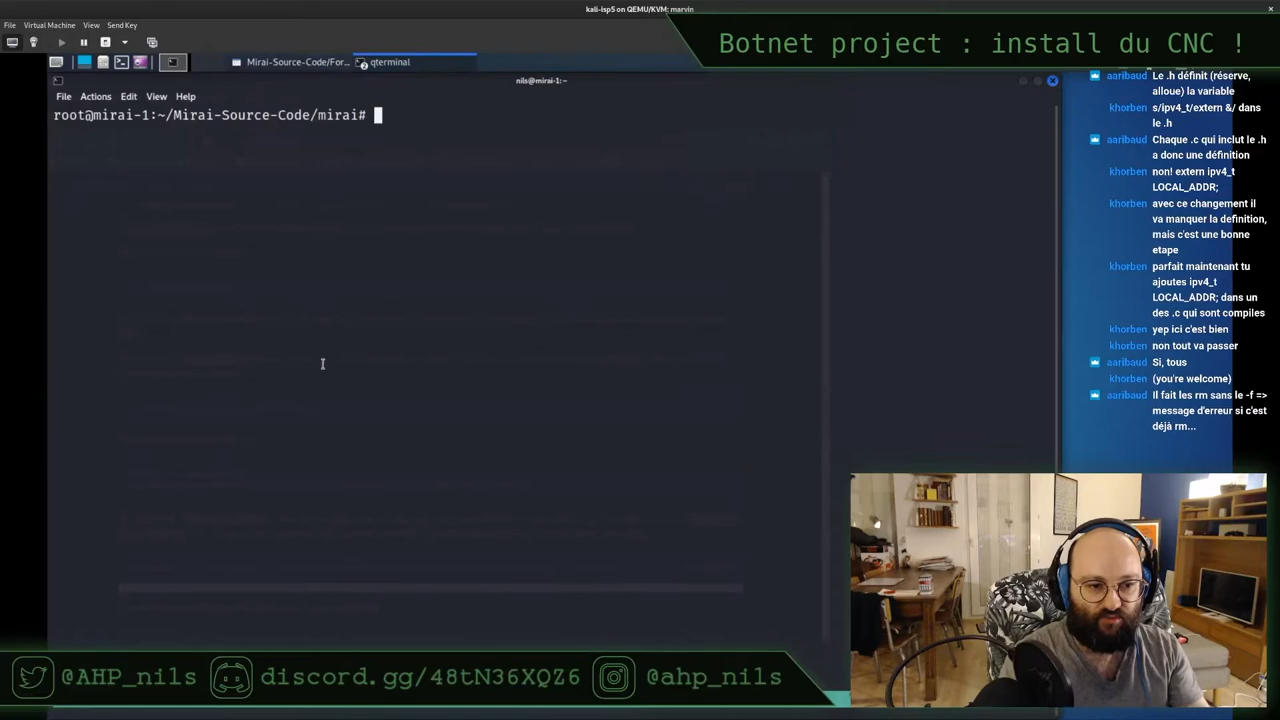 kali-isp5 on QEMU/KVM: marvin
File Virtual Machine View Send Key
Botnet project : install du CNC !
Mirai-Source-Code/For...
qterminal
nils@mirai-1:~
File Actions Edit View Help
root@mirai-1:~/Mirai-Source-Code/mirai#
aaribaud Le .h définit (réserve,
alloue) la variable
khorben s/ipv4_t/extern &/ dans
le .h
aaribaud Chaque .c qui inclut le .h
a donc une définition
khorben non! extern ipv4_t
LOCAL_ADDR;
khorben avec ce changement il
va manquer la definition,
mais c'est une bonne
etape
khorben parfait maintenant tu
ajoutes ipv4_t
LOCAL_ADDR; dans un
des .c qui sont compiles
khorben yep ici c'est bien
khorben non tout va passer
aaribaud Si, tous
khorben (you're welcome)
aaribaud Il fait les rm sans le -f =>
message d'erreur si c'est
déjà rm...
@AHP_nils
discord.gg/48tN36XQZ6
@ahp_nils